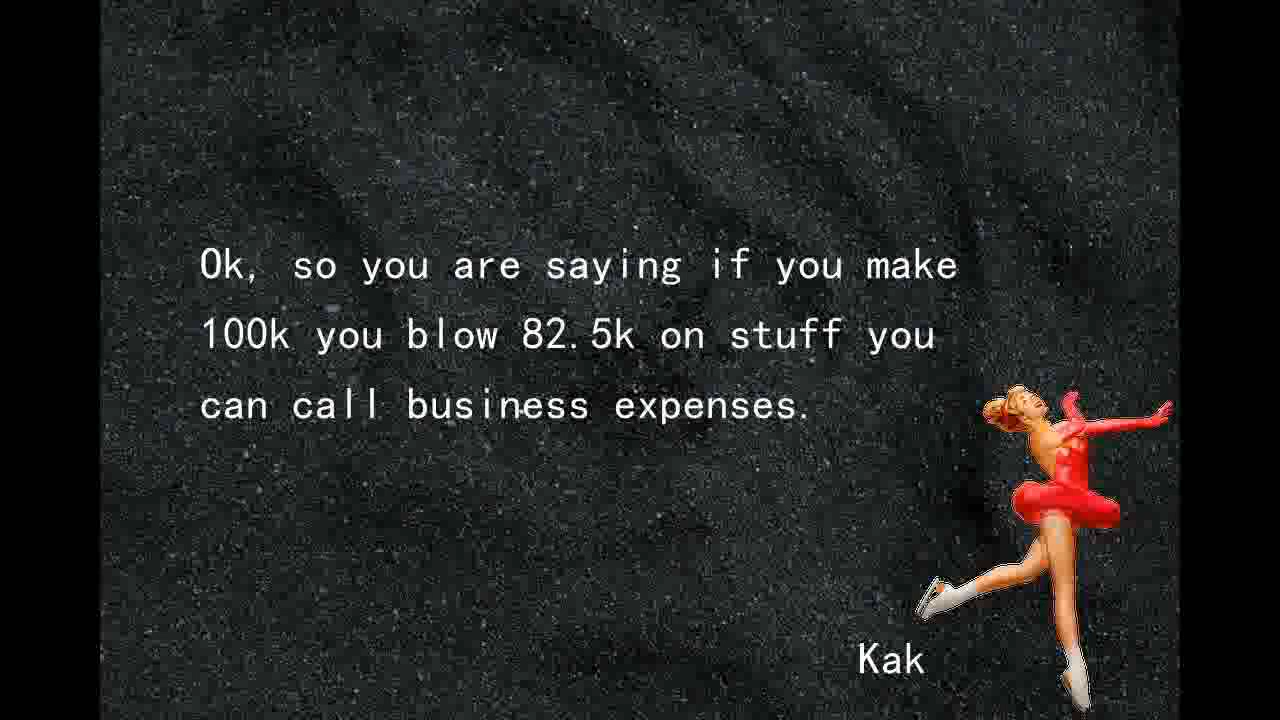 Ok, so you are saying if you make
100k you blow 82.5k on stuff you
can call business expenses.
Kak